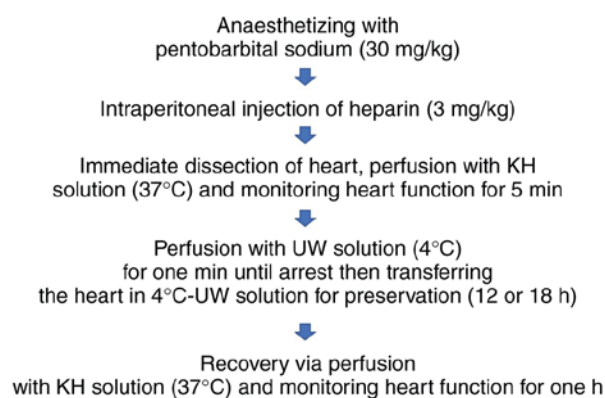 Anaesthetizing with
pentobarbital sodium (30 mg/kg)
Intraperitoneal injection of heparin (3 mg/kg)
Immediate dissection of heart, perfusion with KH
solution (37°C) and monitoring heart function for 5 min
Perfusion with UW solution (4°C)
for one min until arrest then transferring
the heart in 4°C-UW solution for preservation (12 or 18 h)
Recovery via perfusion
with KH solution (37°C) and monitoring heart function for one h